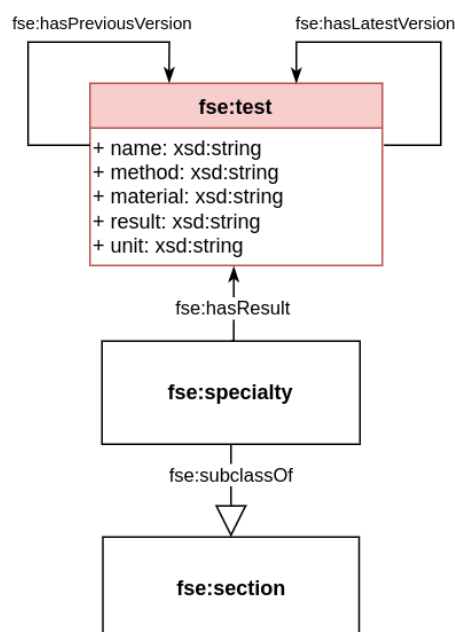 fse:hasPreviousVersion
fse:hasLatestVersion
fse:test
+ name: xsd:string
+ method: xsd:string
+ material: xsd:string
+ result: xsd:string
+ unit: xsd:string
fse:hasResult
fse:specialty
fse:subclassOf
fse:section